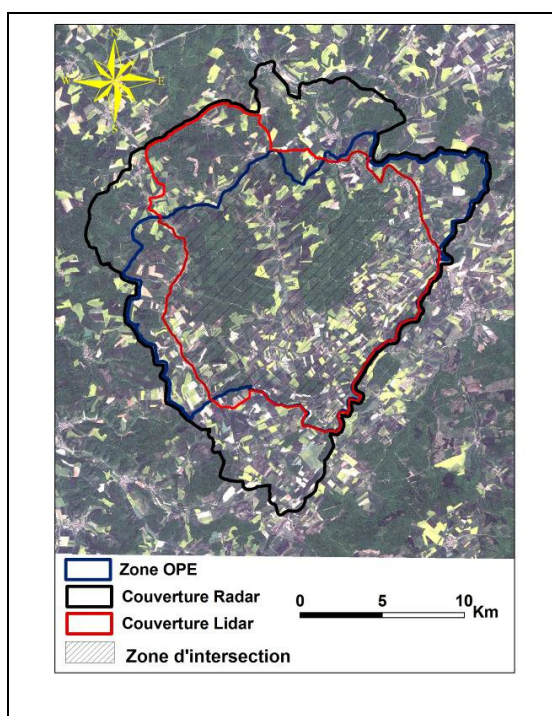 N
W E
S
Zone OPE
Couverture Radar
Couverture Lidar
Zone d'intersection
0 5 10
Km